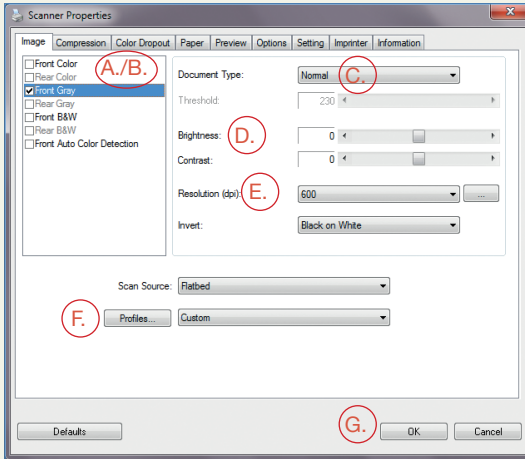 Scanner Properties
Image Compression Color Dropout Paper Preview Options Setting Imprinter Information
Front Color
Rear Color
Front Gray
Rear Gray
Front B&W
Rear B&W
Front Auto Color Detection
A./B.
Document Type: Normal C.
Threshold: 230
Brightness: D. 0
Contrast: 0
Resolution (dpi): E. 600 ...
Invert: Black on White
Scan Source: Flatbed
F. Profiles... Custom
Defaults G. OK Cancel